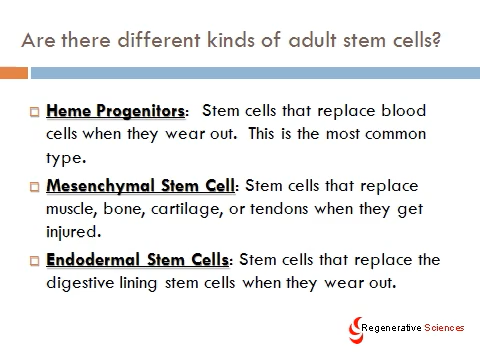 Are there different kinds of adult stem cells?
Heme Progenitors: Stem cells that replace blood
cells when they wear out. This is the most common
type.
Mesenchymal Stem Cell: Stem cells that replace
muscle, bone, cartilage, or tendons when they get
injured.
Endodermal Stem Cells: Stem cells that replace the
digestive lining stem cells when they wear out.
Regenerative Sciences